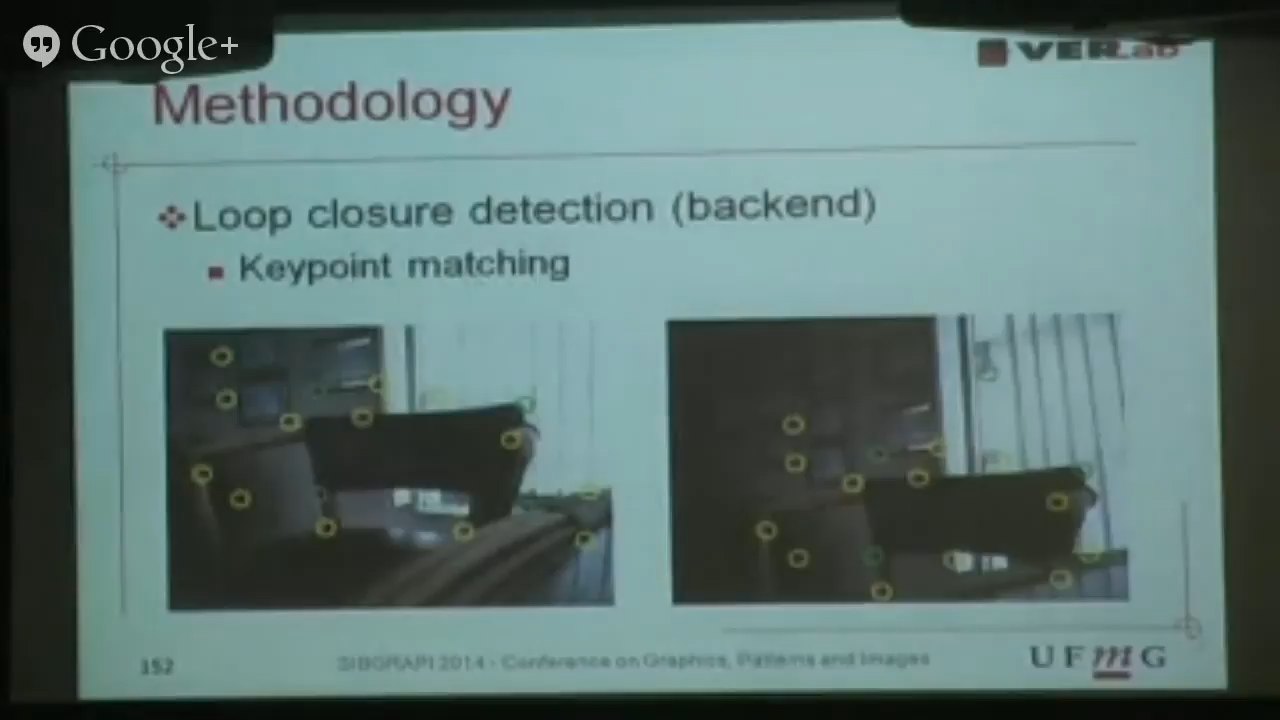 Google+
VERLab
Methodology
Loop closure detection (backend)
Keypoint matching
152
SIBGRAPI 2014 - Conference on Graphics, Patterns and Images
UFmG